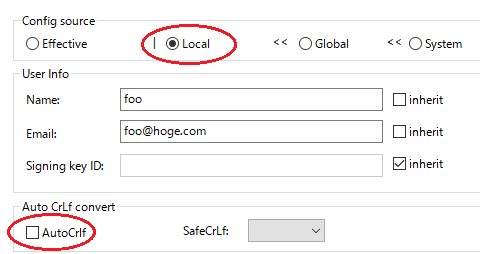 Config source
Effective | Local << Global << System
User Info
Name: foo inherit
Email: foo@hoge.com inherit
Signing key ID: inherit
Auto CrLf convert
AutoCrlf SafeCrLf: